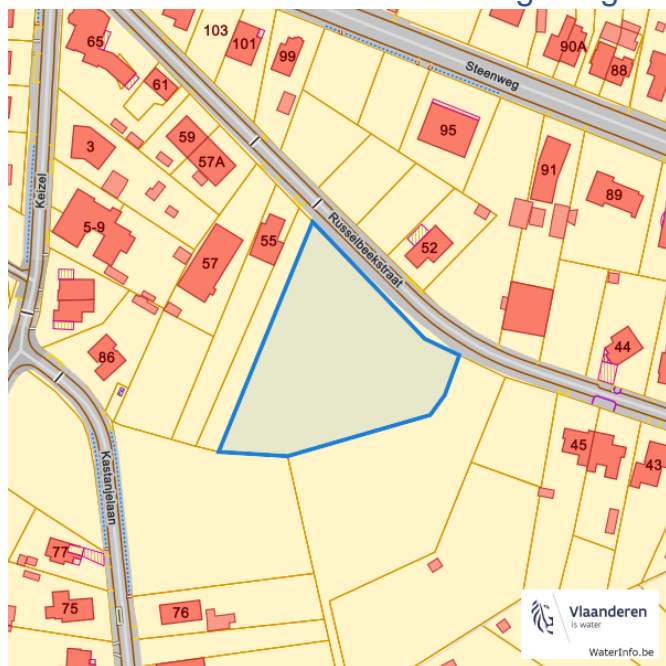 103
101
65
99
90A
88
Steenweg
61
59
57A
95
3
91
89
Keizel
5-9
55
57
Russelbeekstraat
52
86
44
Kastanjelaan
45
43
77
75
76
Vlaanderen
is water
WaterInfo.be